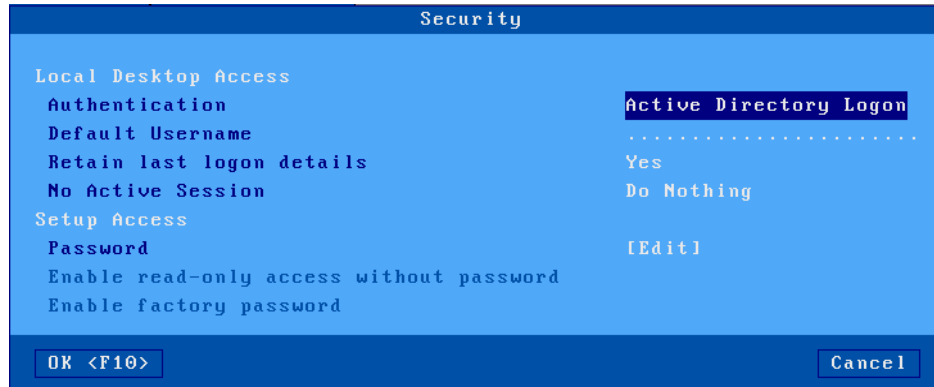 Security
Local Desktop Access
Authentication Active Directory Logon
Default Username .......................
Retain last logon details Yes
No Active Session Do Nothing
Setup Access
Password [Edit]
Enable read-only access without password
Enable factory password
OK <F10> Cancel